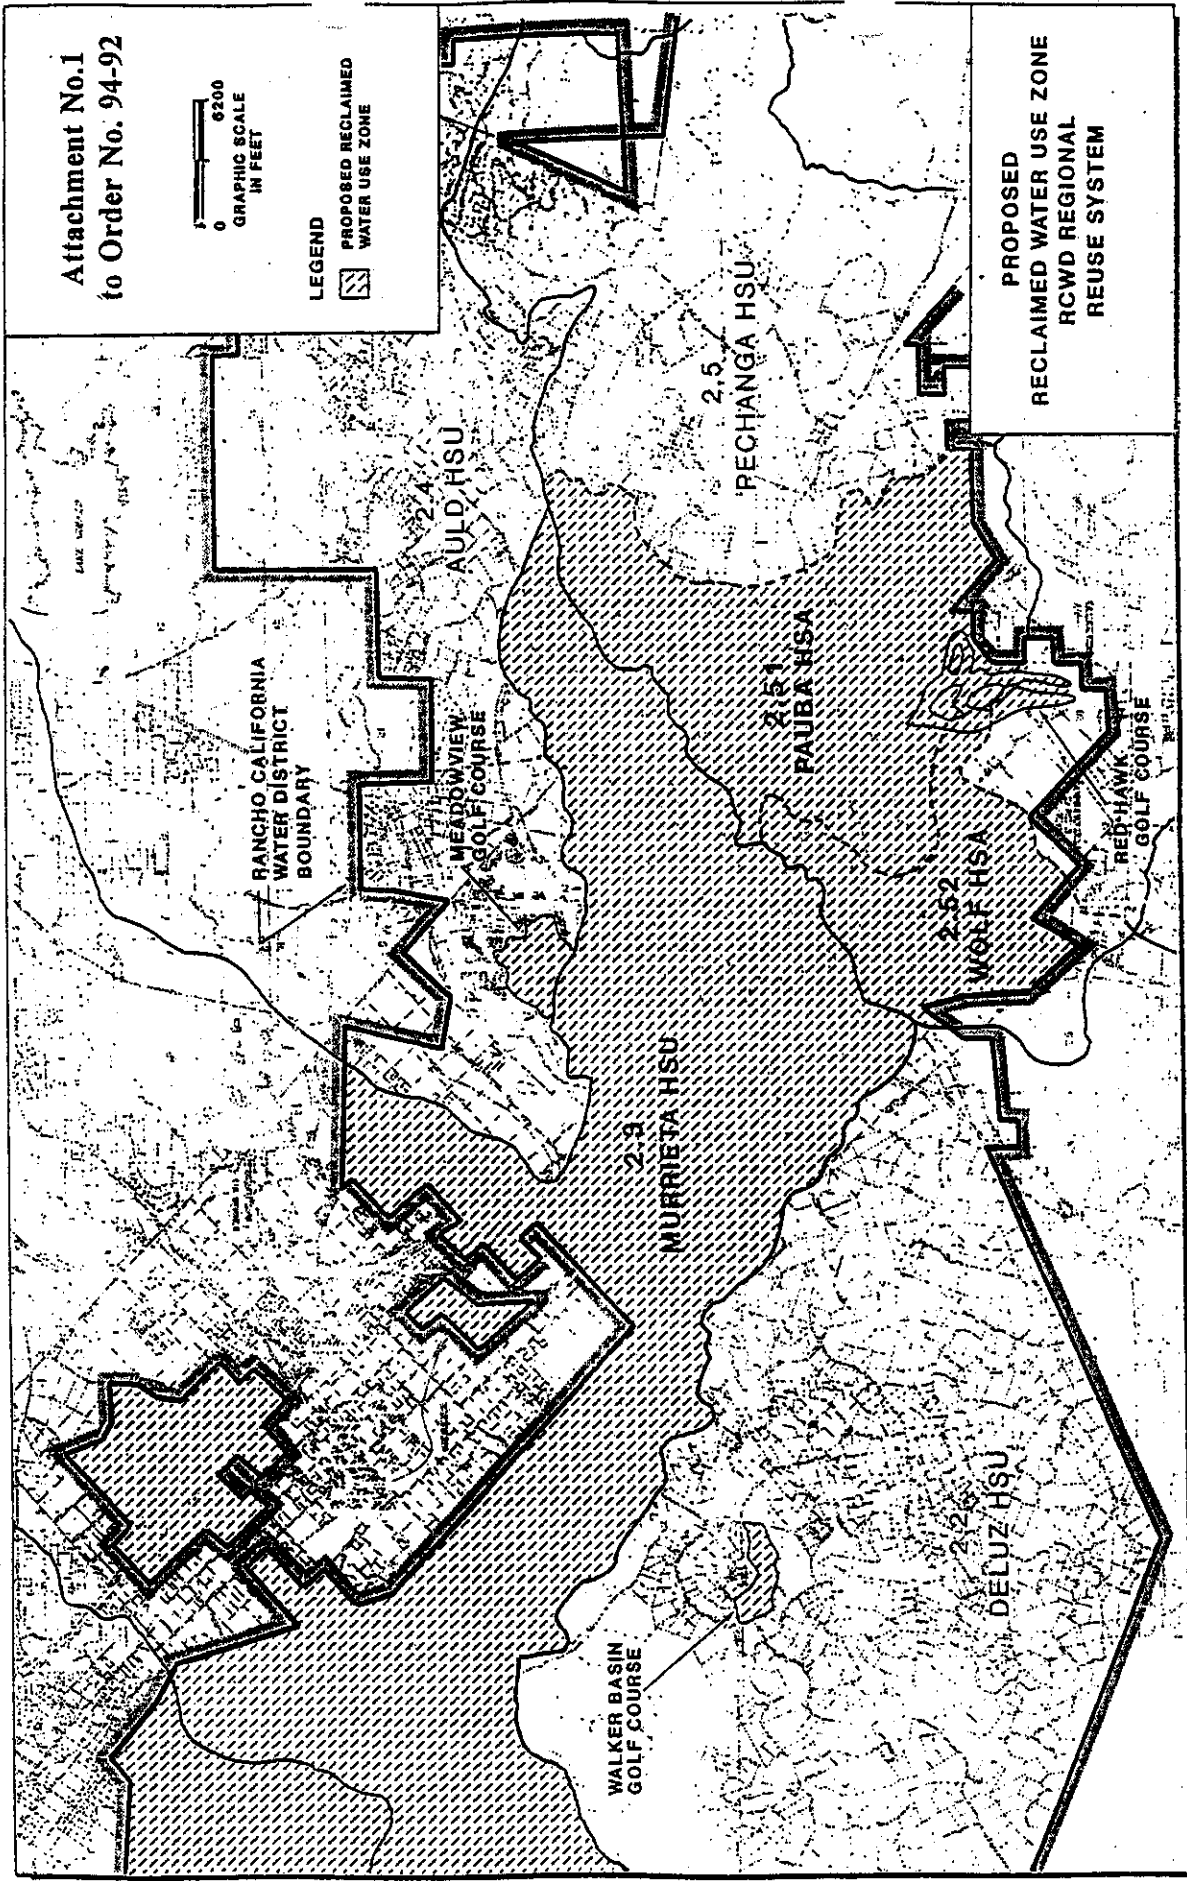 Attachment No.1
to Order No. 94-92
0 6200
GRAPHIC SCALE
IN FEET
LEGEND
PROPOSED RECLAIMED
WATER USE ZONE
LAKE
RANCHO CALIFORNIA
WATER DISTRICT
BOUNDARY
MEADOWVIEW
GOLF COURSE
2.4
AULD HSU
2.5
PECHANGA HSU
2.51
PAUBA HSA
2.3
MURRIETA HSU
2.52
WOLF HSA
REDHAWK
GOLF COURSE
WALKER BASIN
GOLF COURSE
2.2
DELUZ HSU
PROPOSED
RECLAIMED WATER USE ZONE
RCWD REGIONAL
REUSE SYSTEM